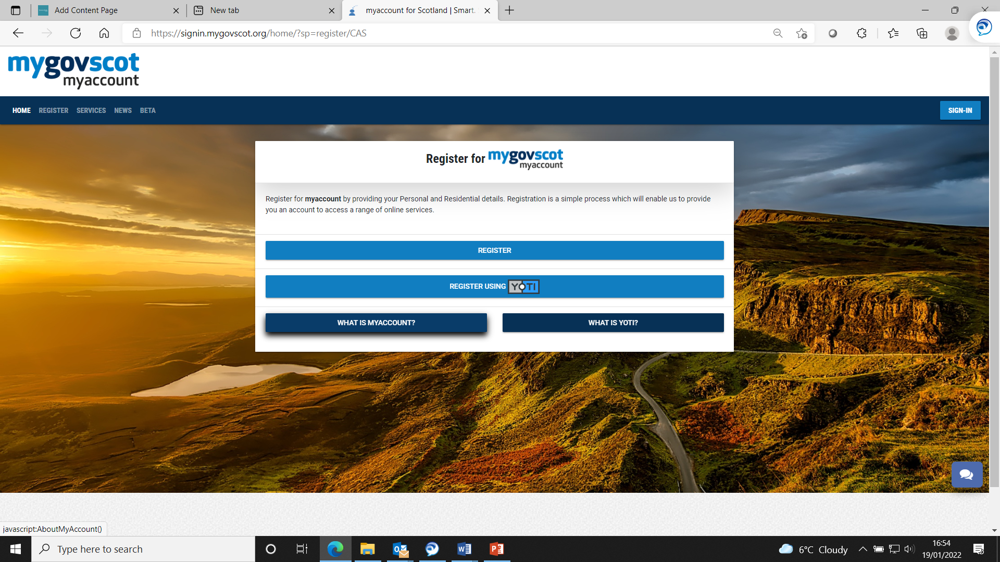 Add Content Page
New tab
myaccount for Scotland | Smart.
https://signin.mygovscot.org/home/?sp=register/CAS
mygovscot
myaccount
HOME REGISTER SERVICES NEWS BETA
SIGN-IN
Register for mygovscot
myaccount
Register for myaccount by providing your Personal and Residential details. Registration is a simple process which will enable us to provide
you an account to access a range of online services.
REGISTER
REGISTER USING YOTI
WHAT IS MYACCOUNT?
WHAT IS YOTI?
javascript:AboutMyAccount()
Type here to search
6°C Cloudy
16:54
19/01/2022